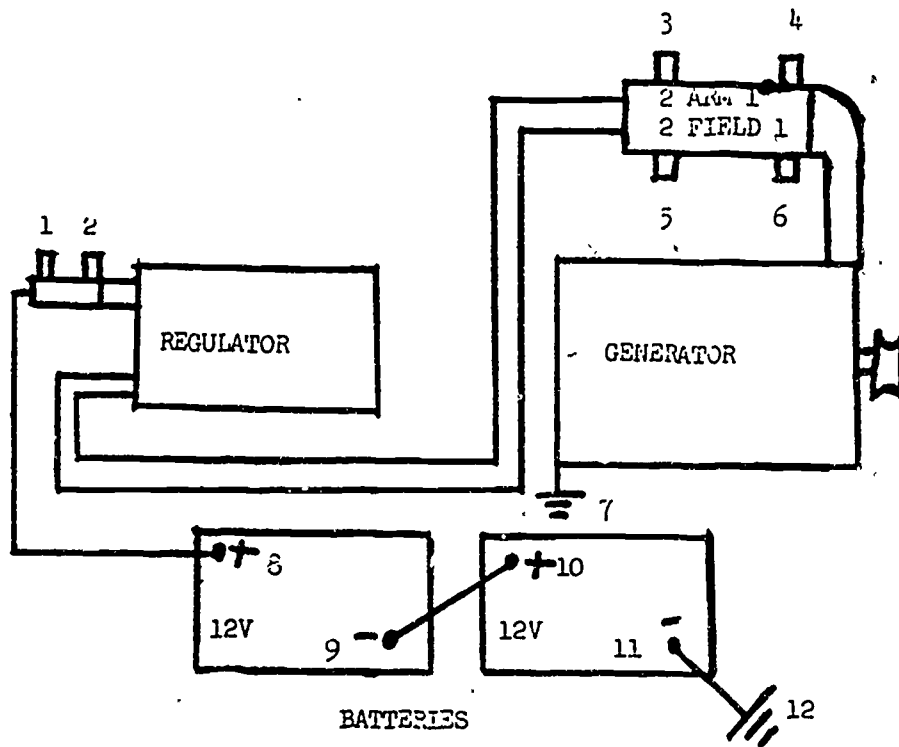 3 4
2 ARM 1
2 FIELD 1
5 6
1 2
REGULATOR
GENERATOR
7
+ 8
+ 10
12V
- 9
12V
- 11
12
BATTERIES